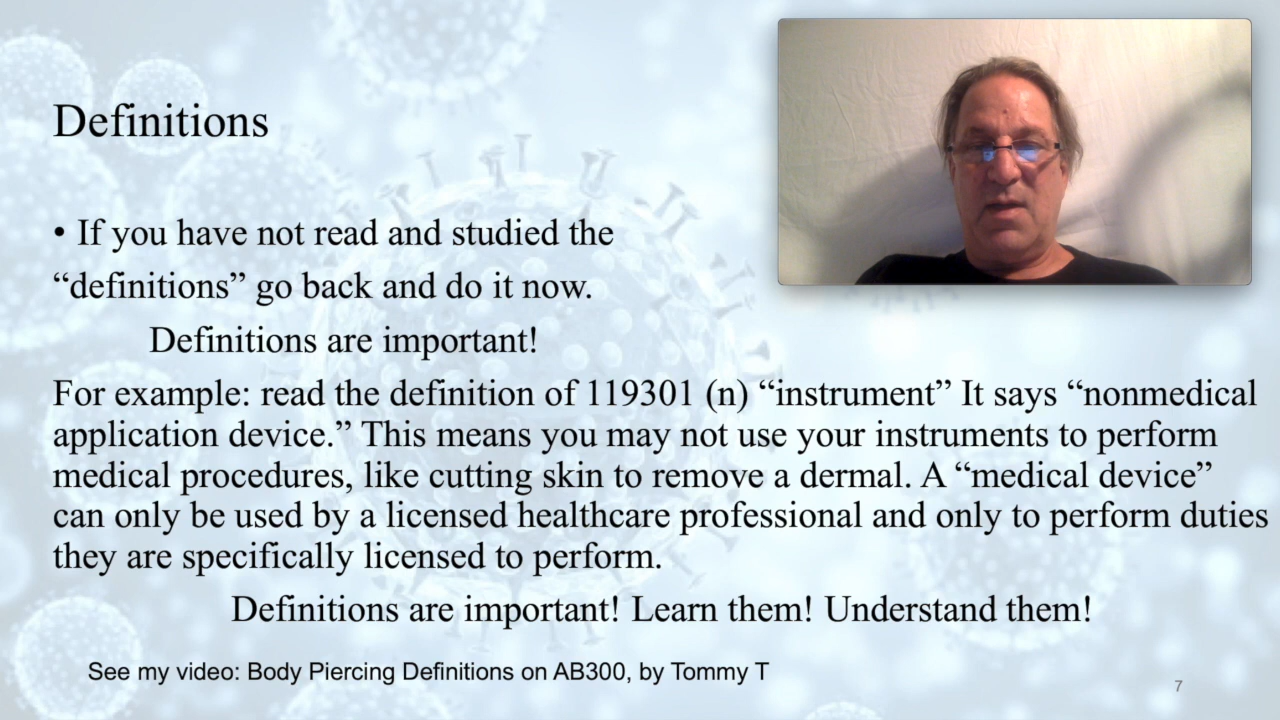 Definitions
• If you have not read and studied the
“definitions” go back and do it now.
Definitions are important!
For example: read the definition of 119301 (n) “instrument” It says “nonmedical
application device.” This means you may not use your instruments to perform
medical procedures, like cutting skin to remove a dermal. A “medical device”
can only be used by a licensed healthcare professional and only to perform duties
they are specifically licensed to perform.
Definitions are important! Learn them! Understand them!
See my video: Body Piercing Definitions on AB300, by Tommy T
7